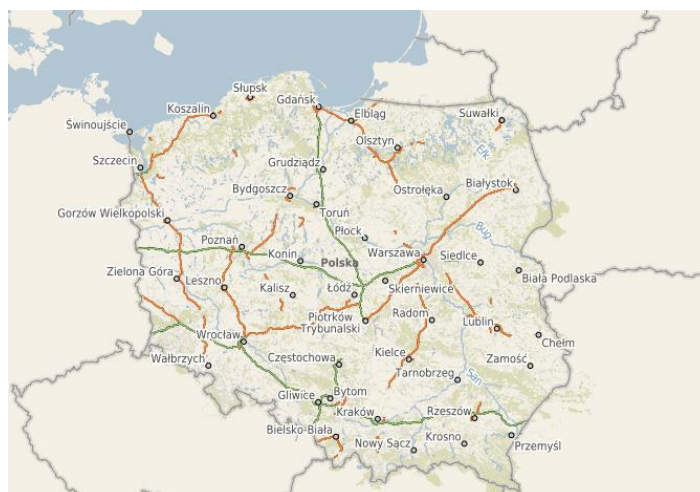 Słupsk
Gdańsk
Koszalin
Elbląg
Suwałki
Świnoujście
Olsztyn
Ełk
Szczecin
Grudziądz
Bydgoszcz
Ostrołęka
Białystok
Gorzów Wielkopolski
Toruń
Płock
Bug
Poznań
Konin
Warszawa
Siedlce
Polska
Zielona Góra
Leszno
Kalisz
Łódź
Skierniewice
Biała Podlaska
Piotrków
Trybunalski
Radom
Lublin
Wrocław
Chełm
Wałbrzych
Częstochowa
Kielce
Zamość
Tarnobrzeg
San
Gliwice
Bytom
Kraków
Rzeszów
Bielsko-Biała
Nowy Sącz
Krosno
Przemyśl